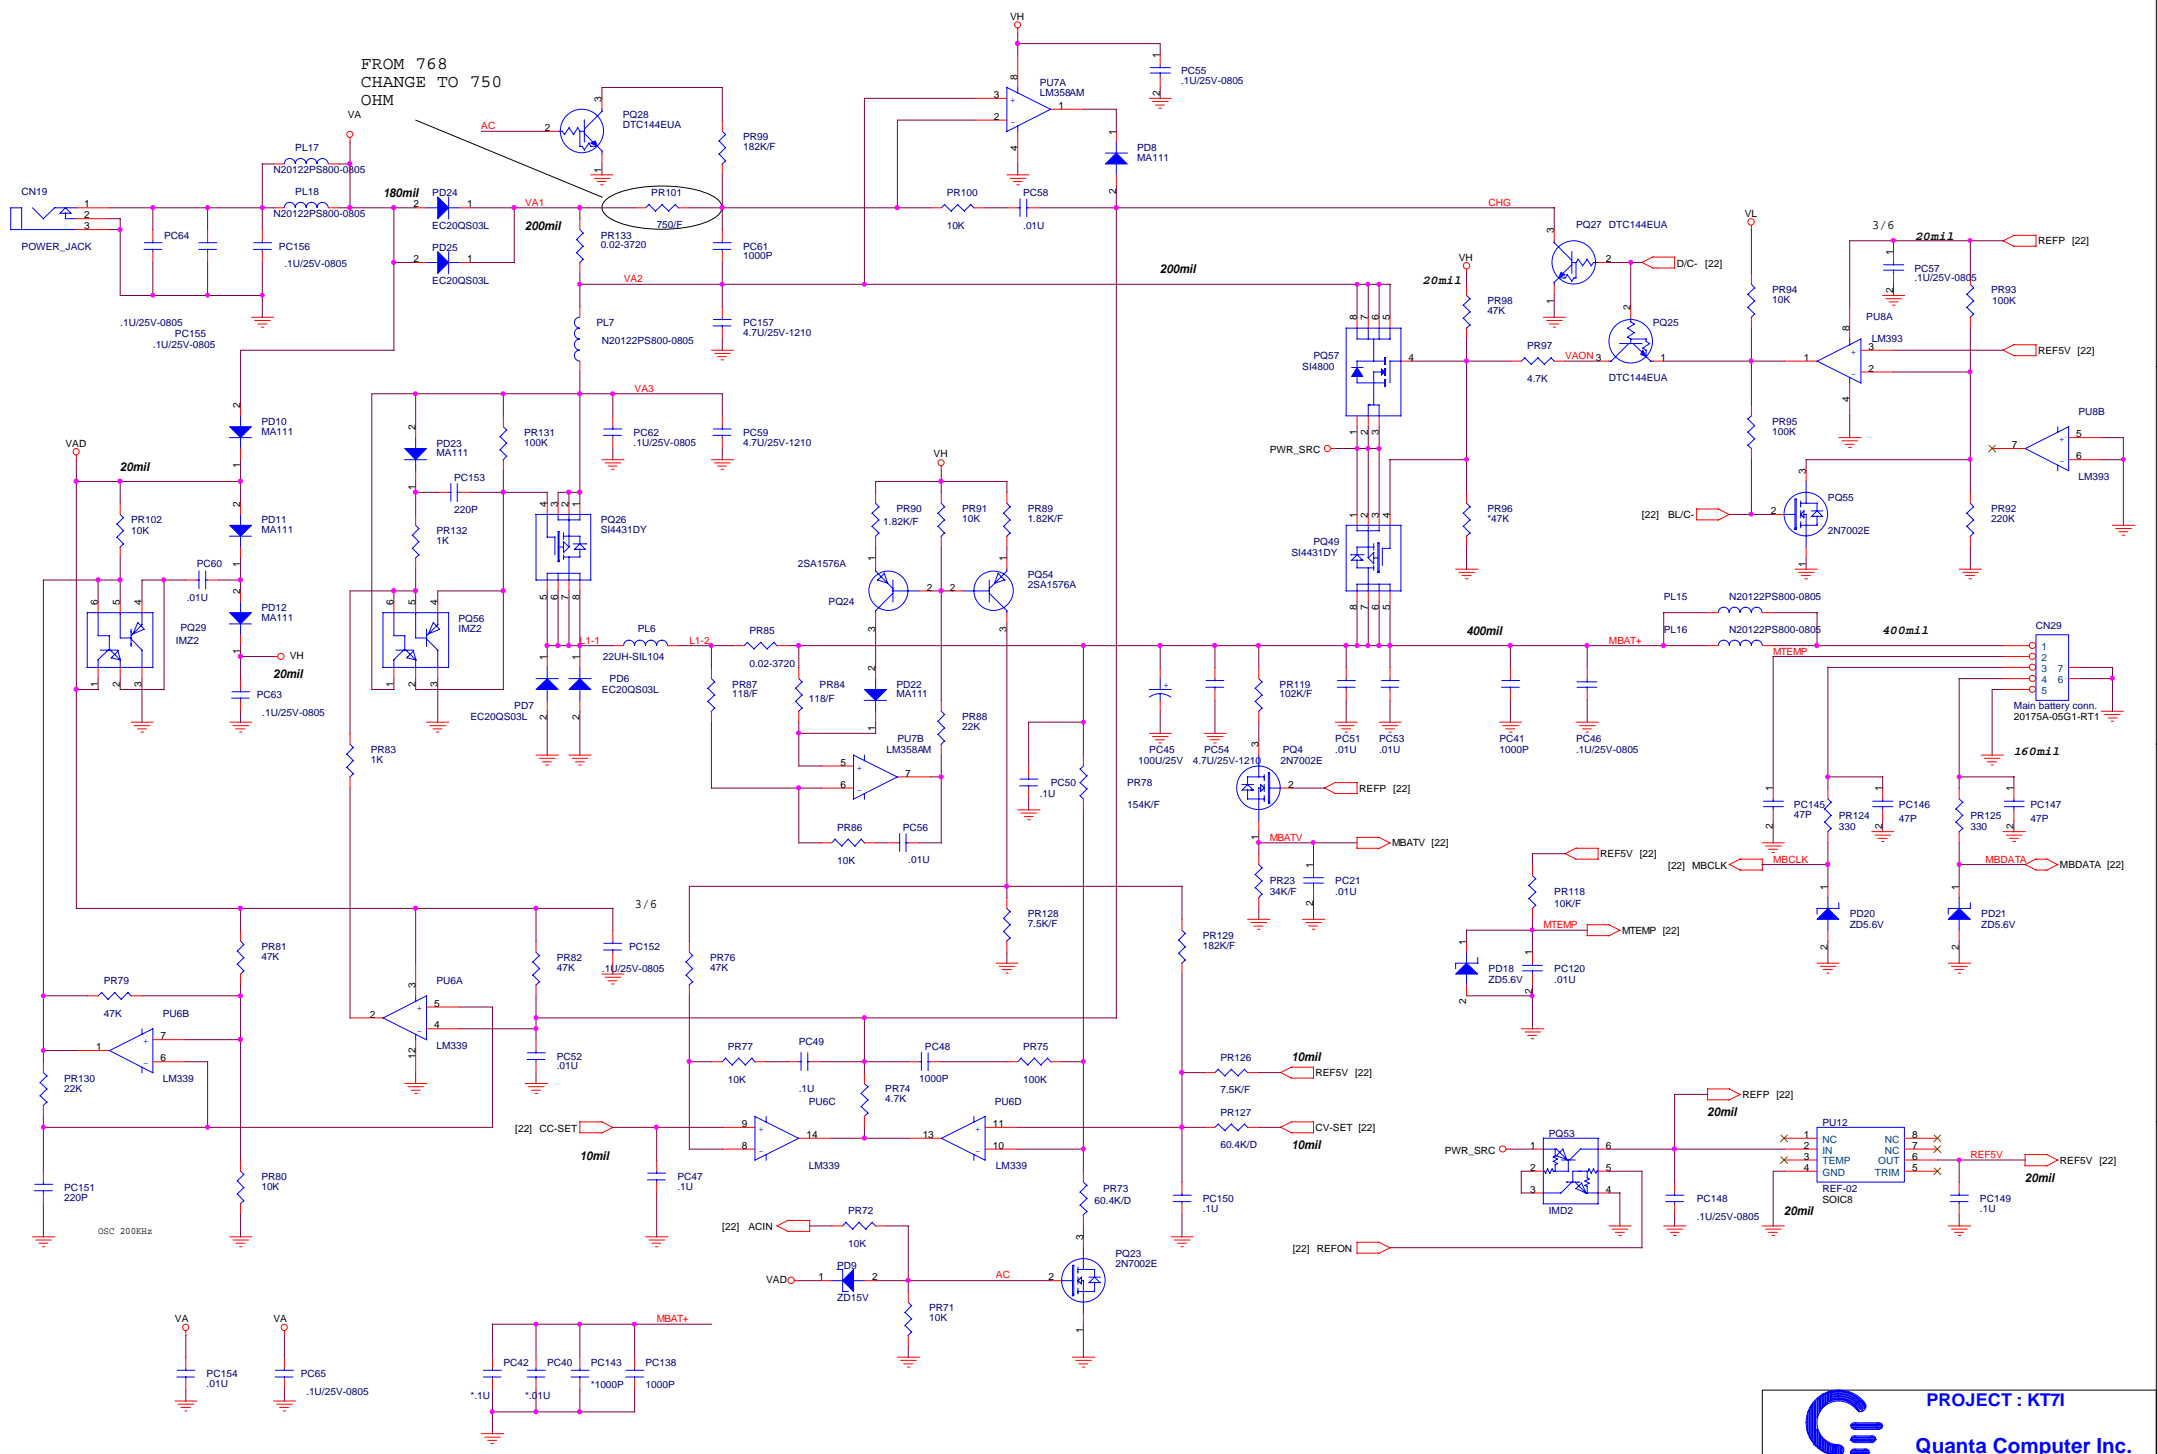 FROM 768
CHANGE TO 750
OHM
VA
CN19
POWER_JACK
1
2
3
PC64
.1U/25V-0805
PC155
.1U/25V-0805
PC156
.1U/25V-0805
PL17
N20122PS800-0805
PL18
N20122PS800-0805
180mil
PD24
EC20QS03L
PD25
EC20QS03L
VA1
200mil
AC
PQ28
DTC144EUA
PR99
182K/F
PR101
750/F
PR133
0.02-3720
PC61
1000P
VA2
PC157
4.7U/25V-1210
PL7
N20122PS800-0805
VH
PU7A
LM358AM
PC55
.1U/25V-0805
PD8
MA111
PR100
10K
PC58
.01U
CHG
200mil
PQ27 DTC144EUA
D/C- [22]
PQ25
DTC144EUA
VL
PR94
10K
PR95
100K
3/6
20mil
REFP [22]
PC57
.1U/25V-0805
PR93
100K
PU8A
LM393
REF5V [22]
PU8B
LM393
PQ55
2N7002E
PR92
220K
[22] BL/C-
VH
20mil
PR98
47K
PR97
4.7K
VAON
PQ57
SI4800
PWR_SRC
PR96
*47K
PQ49
SI4431DY
VA3
PC62
.1U/25V-0805
PC59
4.7U/25V-1210
PD10
MA111
VAD
20mil
PR102
10K
PD11
MA111
PC60
.01U
PD12
MA111
PQ29
IMZ2
VH
20mil
PC63
.1U/25V-0805
PD23
MA111
PR131
100K
PC153
220P
PR132
1K
PQ26
SI4431DY
PQ56
IMZ2
L1-1
PL6
22UH-SIL104
L1-2
PR85
0.02-3720
PD6
EC20QS03L
PD7
EC20QS03L
PR87
118/F
PR84
118/F
PD22
MA111
VH
PR90
1.82K/F
PR91
10K
PR89
1.82K/F
2SA1576A
PQ24
PQ54
2SA1576A
PR88
22K
PU7B
LM358AM
PR86
10K
PC56
.01U
PC50
.1U
PR78
154K/F
400mil
MBAT+
PL15
N20122PS800-0805
PL16
N20122PS800-0805
400mil
CN29
MTEMP
Main battery conn.
20175A-05G1-RT1
160mil
PC45
100U/25V
PC54
4.7U/25V-1210
PR119
102K/F
PQ4
2N7002E
REFP [22]
PC51
.01U
PC53
.01U
PC41
1000P
PC46
.1U/25V-0805
MBATV
MBATV [22]
PR23
34K/F
PC21
.01U
REF5V [22]
PR118
10K/F
MTEMP
MTEMP [22]
PD18
ZD5.6V
PC120
.01U
PC145
47P
PR124
330
PC146
47P
PR125
330
PC147
47P
[22] MBCLK
MBCLK
MBDATA
MBDATA [22]
PD20
ZD5.6V
PD21
ZD5.6V
PR83
1K
3/6
PC152
.1U/25V-0805
PR81
47K
PR79
47K
PU6B
LM339
PR130
22K
PC151
220P
OSC 200KHz
PR80
10K
PU6A
LM339
PR82
47K
PC52
.01U
PR76
47K
PR128
7.5K/F
PR129
182K/F
PR77
10K
PC49
.1U
PC48
1000P
PR75
100K
PR74
4.7K
PU6C
LM339
PU6D
LM339
[22] CC-SET
10mil
PC47
.1U
PR126
7.5K/F
10mil
REF5V [22]
PR127
60.4K/D
CV-SET [22]
10mil
PR73
60.4K/D
PC150
.1U
[22] ACIN
PR72
10K
VAD
PD9
ZD15V
AC
PR71
10K
PQ23
2N7002E
[22] REFON
PWR_SRC
PQ53
IMD2
REFP [22]
20mil
PC148
.1U/25V-0805
PU12
NC
IN
TEMP
GND
NC
NC
OUT
TRIM
REF-02
SOIC8
20mil
REF5V
REF5V [22]
20mil
PC149
.1U
VA
PC154
.01U
VA
PC65
.1U/25V-0805
MBAT+
PC42
*.1U
PC40
*.01U
PC143
*1000P
PC138
1000P
PROJECT : KT7I
Quanta Computer Inc.